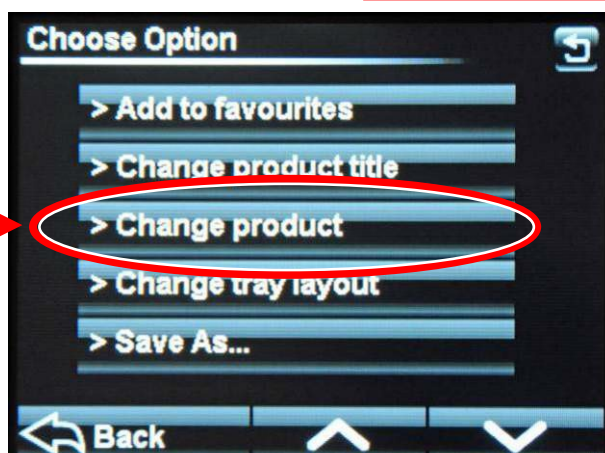 Choose Option
> Add to favourites
> Change product title
> Change product
> Change tray layout
> Save As...
Back